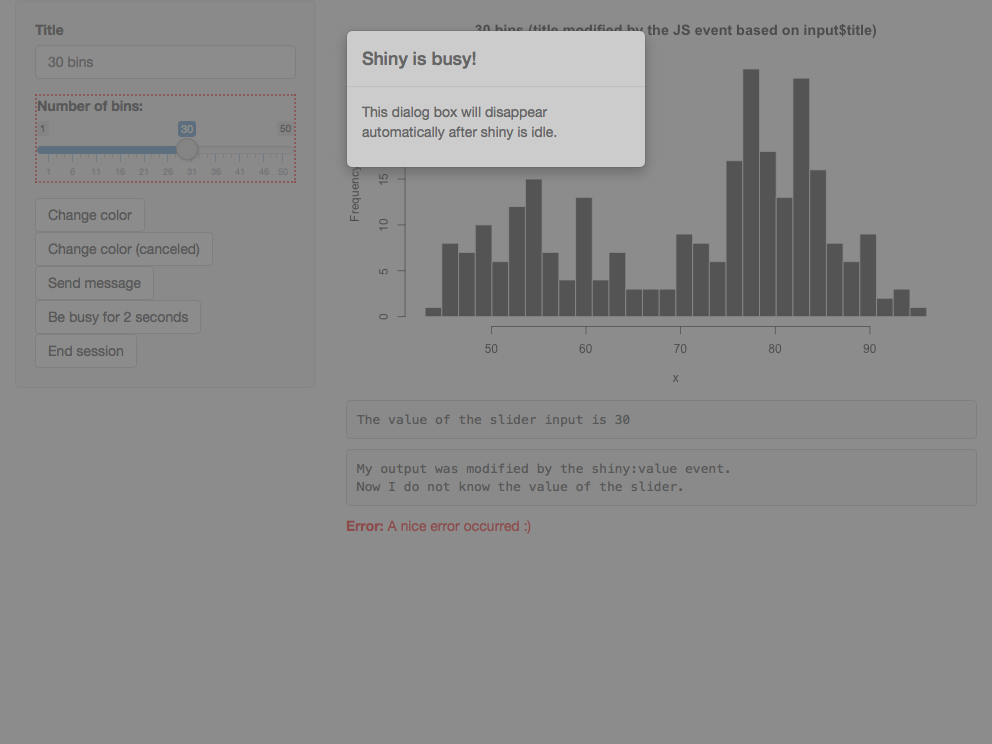 Title
30 bins
Number of bins:
1 30 50
1 6 11 16 21 26 31 36 41 46 50
Change color
Change color (canceled)
Send message
Be busy for 2 seconds
End session
30 bins (title modified by the JS event based on input$title)
Shiny is busy!
This dialog box will disappear
automatically after shiny is idle.
Frequency
15
10
5
0
50 60 70 80 90
x
The value of the slider input is 30
My output was modified by the shiny:value event.
Now I do not know the value of the slider.
Error: A nice error occurred :)